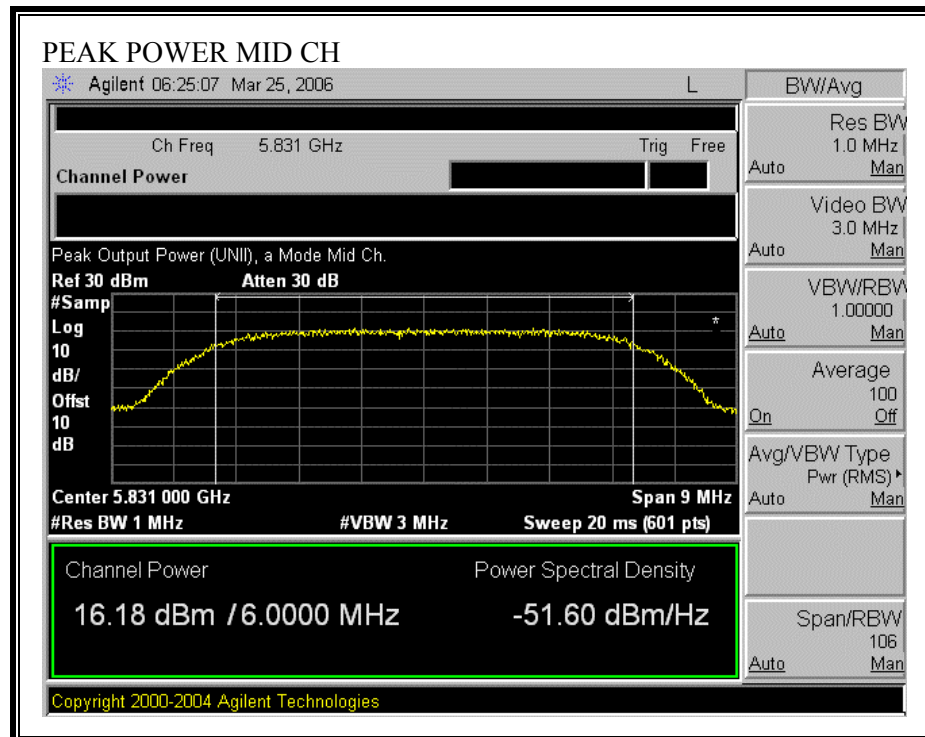 PEAK POWER MID CH
Agilent 06:25:07 Mar 25, 2006 L
BW/Avg
Ch Freq 5.831 GHz Trig Free
Channel Power
Res BW
1.0 MHz
Auto Man
Video BW
3.0 MHz
Auto Man
Peak Output Power (UNII), a Mode Mid Ch.
Ref 30 dBm Atten 30 dB
#Samp
Log
10
dB/
Offst
10
dB
*
VBW/RBW
1.00000
Auto Man
Average
100
On Off
Avg/VBW Type
Pwr (RMS)
Auto Man
Center 5.831 000 GHz Span 9 MHz
#Res BW 1 MHz #VBW 3 MHz Sweep 20 ms (601 pts)
Channel Power Power Spectral Density
16.18 dBm / 6.0000 MHz -51.60 dBm/Hz
Span/RBW
106
Auto Man
Copyright 2000-2004 Agilent Technologies